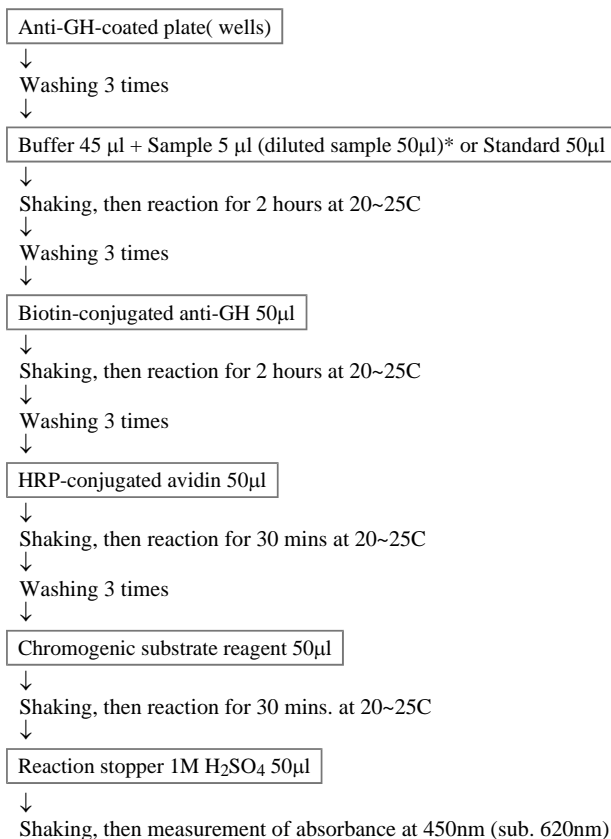 Anti-GH-coated plate( wells)
↓
Washing 3 times
↓
Buffer 45 μl + Sample 5 μl (diluted sample 50μl)* or Standard 50μl
↓
Shaking, then reaction for 2 hours at 20~25C
↓
Washing 3 times
↓
Biotin-conjugated anti-GH 50μl
↓
Shaking, then reaction for 2 hours at 20~25C
↓
Washing 3 times
↓
HRP-conjugated avidin 50μl
↓
Shaking, then reaction for 30 mins at 20~25C
↓
Washing 3 times
↓
Chromogenic substrate reagent 50μl
↓
Shaking, then reaction for 30 mins. at 20~25C
↓
Reaction stopper 1M H₂SO₄ 50μl
↓
Shaking, then measurement of absorbance at 450nm (sub. 620nm)